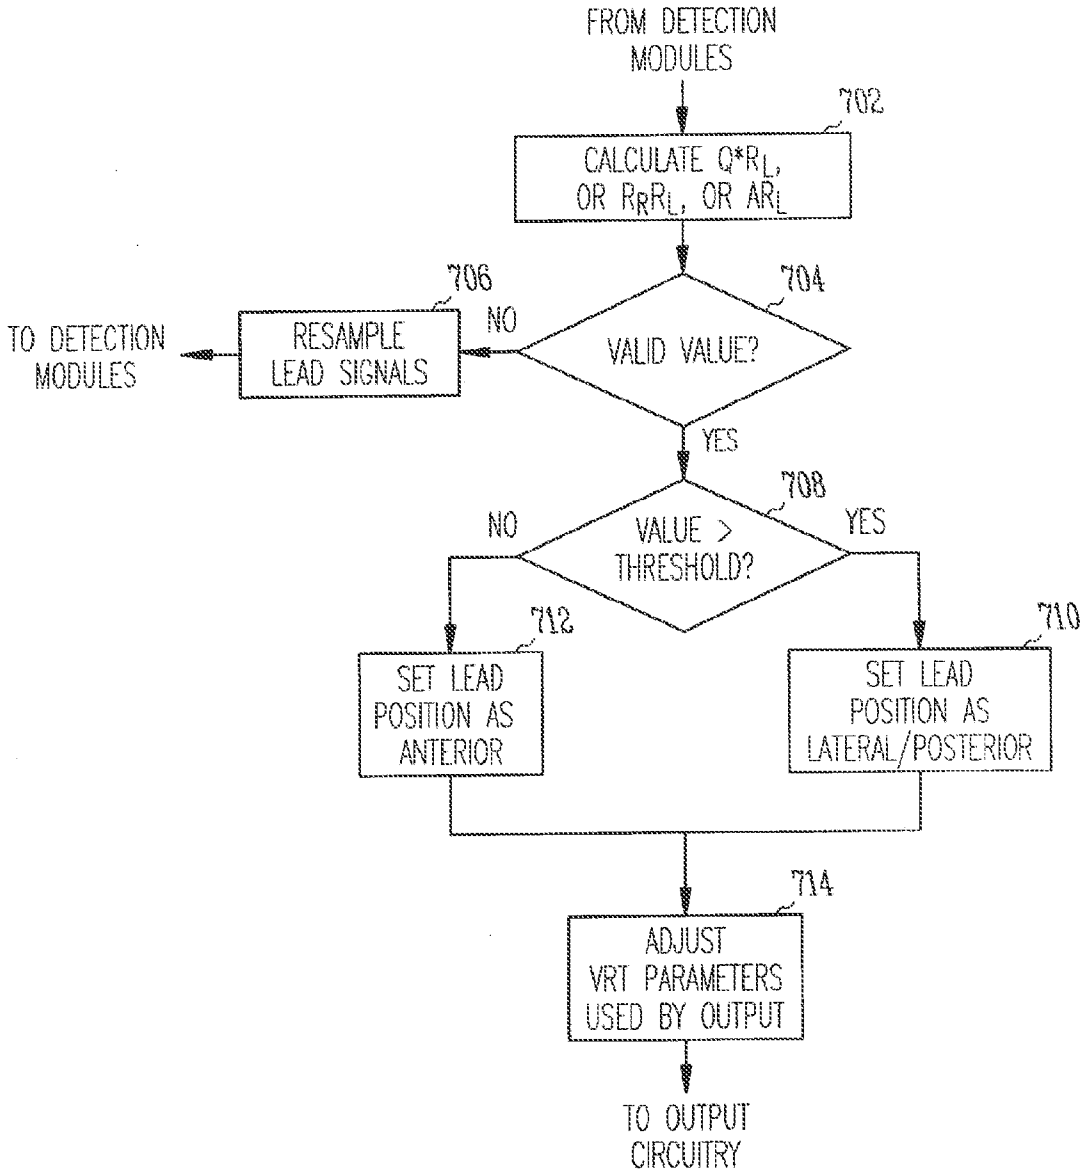 FROM DETECTION
MODULES
702
CALCULATE Q*RL,
OR RRRL, OR ARL
706
704
TO DETECTION
MODULES
RESAMPLE
LEAD SIGNALS
NO
VALID VALUE?
YES
708
NO
VALUE >
THRESHOLD?
YES
712
710
SET LEAD
POSITION AS
ANTERIOR
SET LEAD
POSITION AS
LATERAL/POSTERIOR
714
ADJUST
VRT PARAMETERS
USED BY OUTPUT
TO OUTPUT
CIRCUITRY